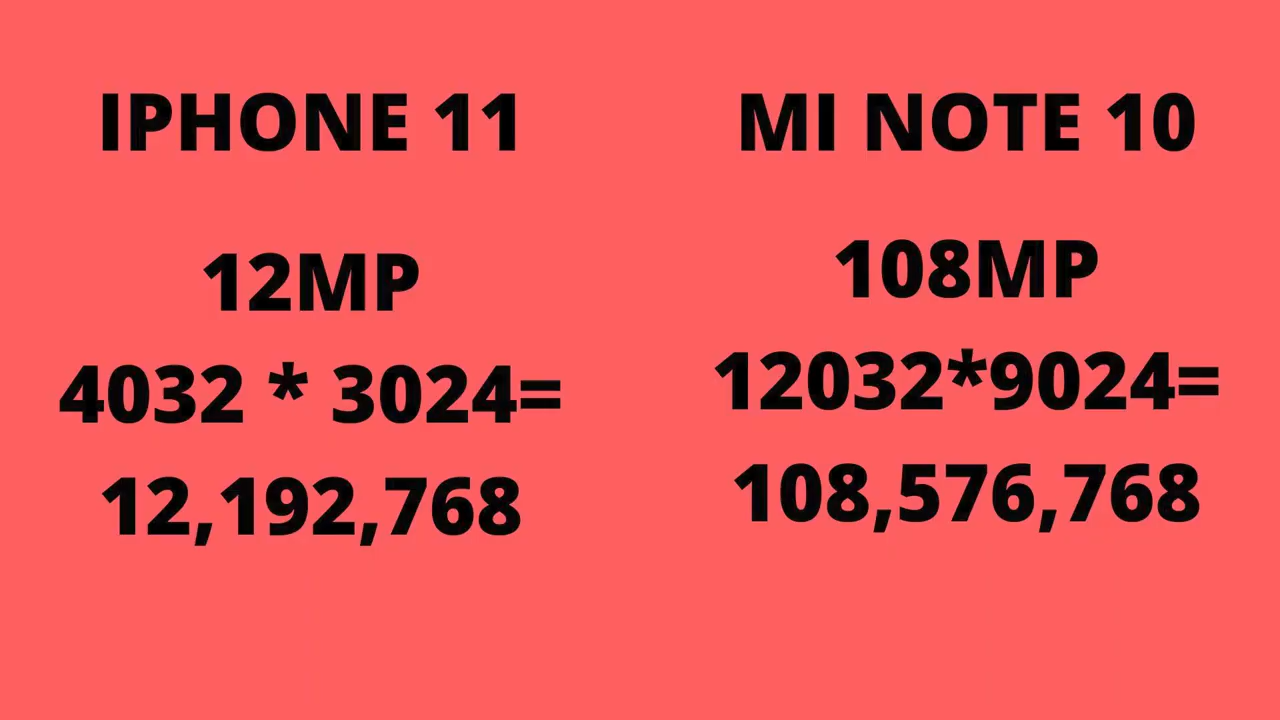 IPHONE 11
12MP
4032 * 3024=
12,192,768
MI NOTE 10
108MP
12032*9024=
108,576,768